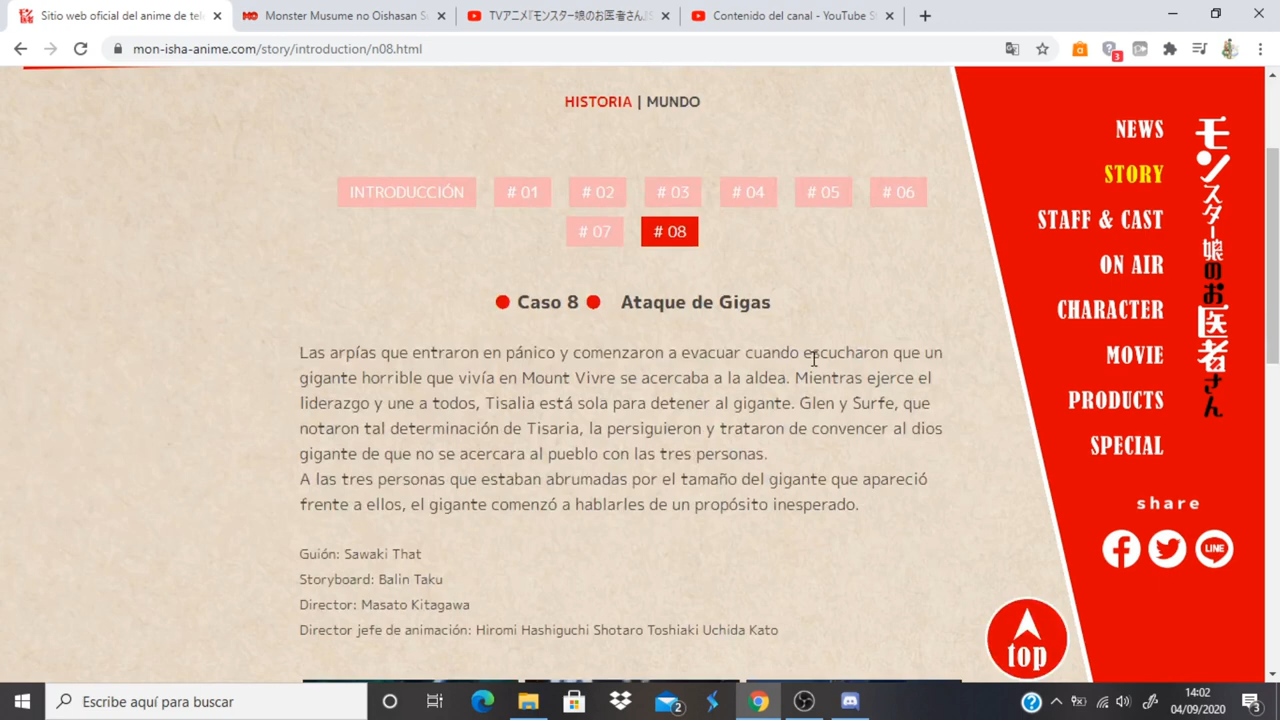 Sitio web oficial del anime de tele
Monster Musume no Oishasan S
TVアニメ『モンスター娘のお医者さん』S
Contenido del canal - YouTube S
mon-isha-anime.com/story/introduction/n08.html
3
HISTORIA | MUNDO
INTRODUCCIÓN # 01 # 02 # 03 # 04 # 05 # 06
# 07 # 08
Caso 8 Ataque de Gigas
Las arpías que entraron en pánico y comenzaron a evacuar cuando escucharon que un
gigante horrible que vivía en Mount Vivre se acercaba a la aldea. Mientras ejerce el
liderazgo y une a todos, Tisalia está sola para detener al gigante. Glen y Surfe, que
notaron tal determinación de Tisaria, la persiguieron y trataron de convencer al dios
gigante de que no se acercara al pueblo con las tres personas.
A las tres personas que estaban abrumadas por el tamaño del gigante que apareció
frente a ellos, el gigante comenzó a hablarles de un propósito inesperado.
Guión: Sawaki That
Storyboard: Balin Taku
Director: Masato Kitagawa
Director jefe de animación: Hiromi Hashiguchi Shotaro Toshiaki Uchida Kato
NEWS
STORY
STAFF & CAST
ON AIR
CHARACTER
MOVIE
PRODUCTS
SPECIAL
モンスター娘のお医者さん
share
LINE
top
Escribe aquí para buscar
2
14:02
04/09/2020
3